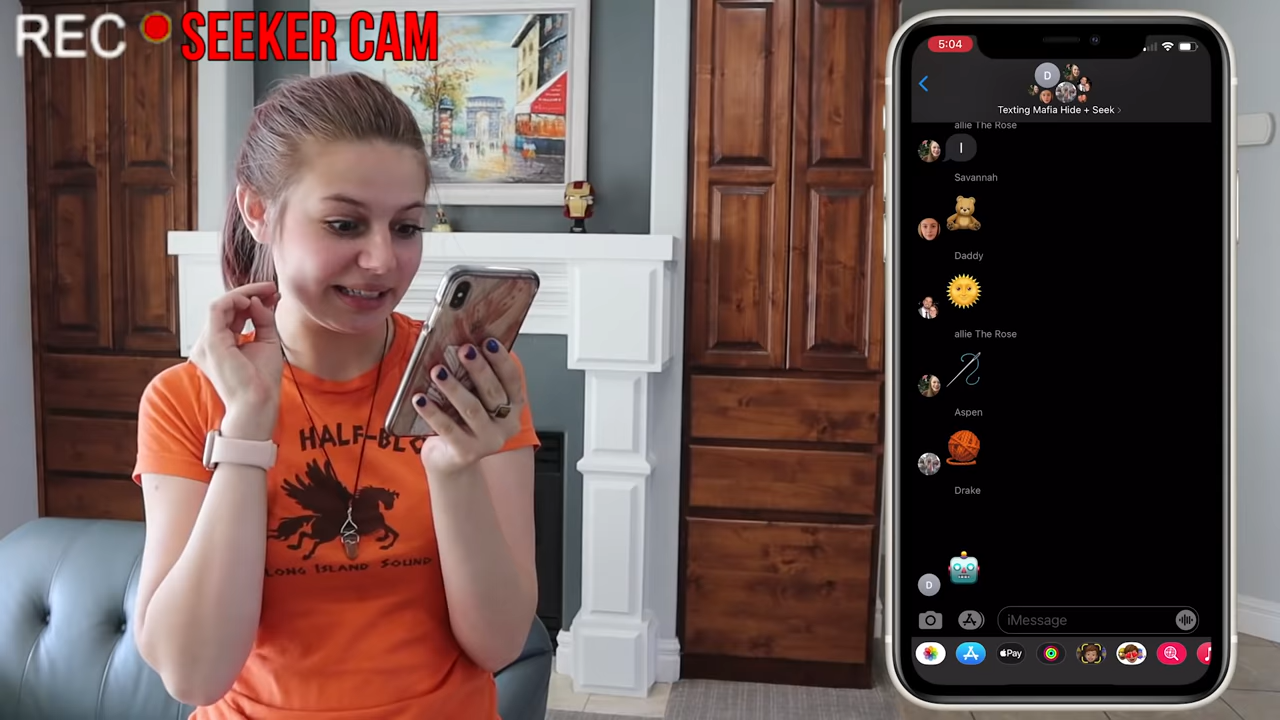 REC SEEKER CAM
HALF-BLO
LONG ISLAND SOUND
5:04
D
Texting Mafia Hide + Seek
allie The Rose
I
Savannah
Daddy
allie The Rose
Aspen
Drake
D
iMessage
Pay